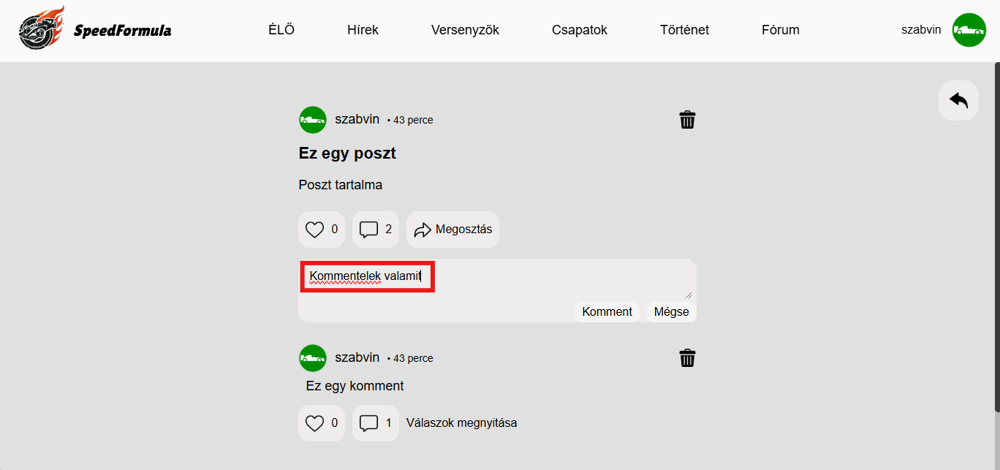 SpeedFormula ÉLŐ Hírek Versenyzők Csapatok Történet Fórum szabvin
szabvin • 43 perce
Ez egy poszt
Poszt tartalma
0 2 Megosztás
Kommentelek valamit
Komment Mégse
szabvin • 43 perce
Ez egy komment
0 1 Válaszok megnyitása